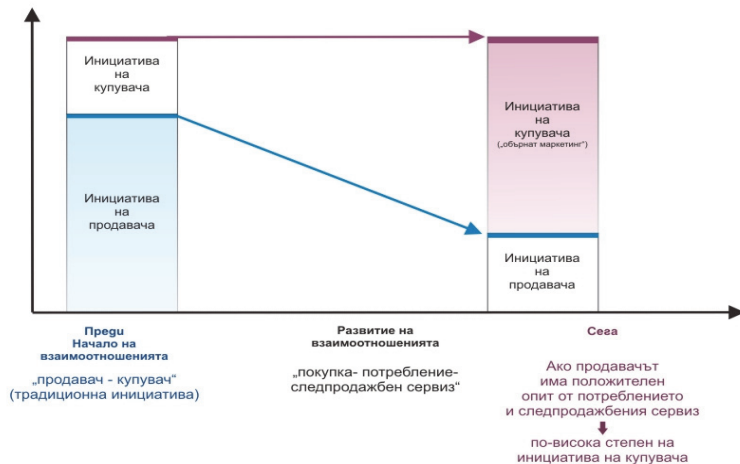 Инициатива
на
купувача
Инициатива
на
продавача
Инициатива
на
купувача
(„обърнат маркетинг“)
Инициатива
на
продавача
Преди
Начало на
взаимоотношенията
„продавач - купувач“
(традиционна инициатива)
Развитие на
взаимоотношенията
„покупка- потребление-
следпродажбен сервиз“
Сега
Ако продавачът
има положителен
опит от потреблението
и следпродажбения сервиз
по-висока степен на
инициатива на купувача